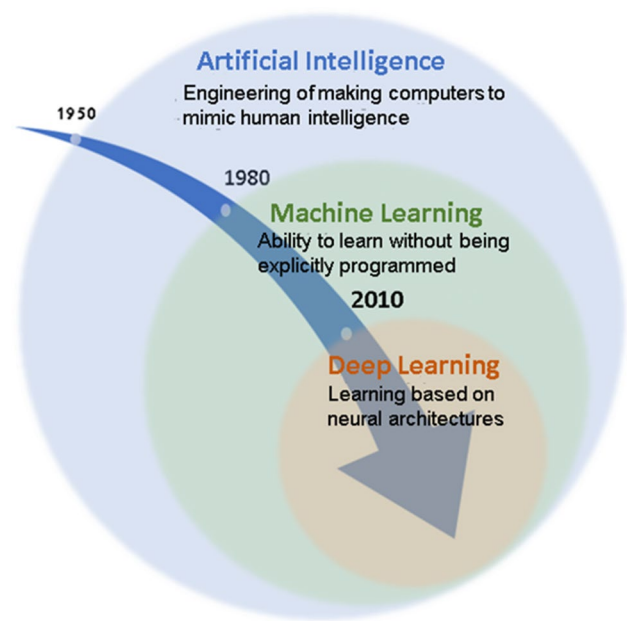 Artificial Intelligence
Engineering of making computers to
mimic human intelligence
1950
1980
Machine Learning
Ability to learn without being
explicitly programmed
2010
Deep Learning
Learning based on
neural architectures